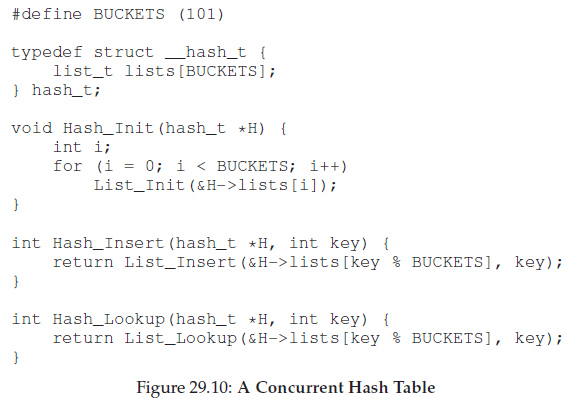 #define BUCKETS (101)
typedef struct __hash_t {
    list_t lists[BUCKETS];
} hash_t;
void Hash_Init(hash_t *H) {
    int i;
    for (i = 0; i < BUCKETS; i++)
        List_Init(&H->lists[i]);
}
int Hash_Insert(hash_t *H, int key) {
    return List_Insert(&H->lists[key % BUCKETS], key);
}
int Hash_Lookup(hash_t *H, int key) {
    return List_Lookup(&H->lists[key % BUCKETS], key);
}
Figure 29.10: A Concurrent Hash Table